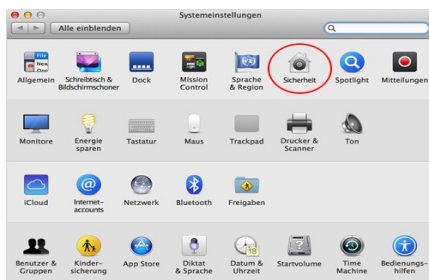 Systemeinstellungen
Alle einblenden
Allgemein Schreibtisch & Bildschirmschoner Dock Mission Control Sprache & Region Sicherheit Spotlight Mitteilungen
Monitore Energie sparen Tastatur Maus Trackpad Drucker & Scanner Ton
iCloud Internet-accounts Netzwerk Bluetooth Freigaben
Benutzer & Gruppen Kinder-sicherung App Store Diktat & Sprache Datum & Uhrzeit Startvolume Time Machine Bedienungs-hilfen